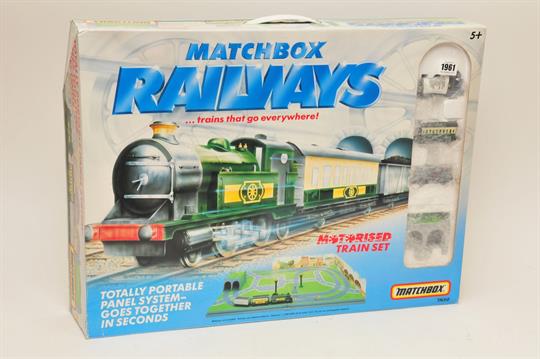 MATCHBOX
RAILWAYS
...trains that go everywhere!
5+
1961
MOTORISED
TRAIN SET
TOTALLY PORTABLE
PANEL SYSTEM–
GOES TOGETHER
IN SECONDS
MATCHBOX